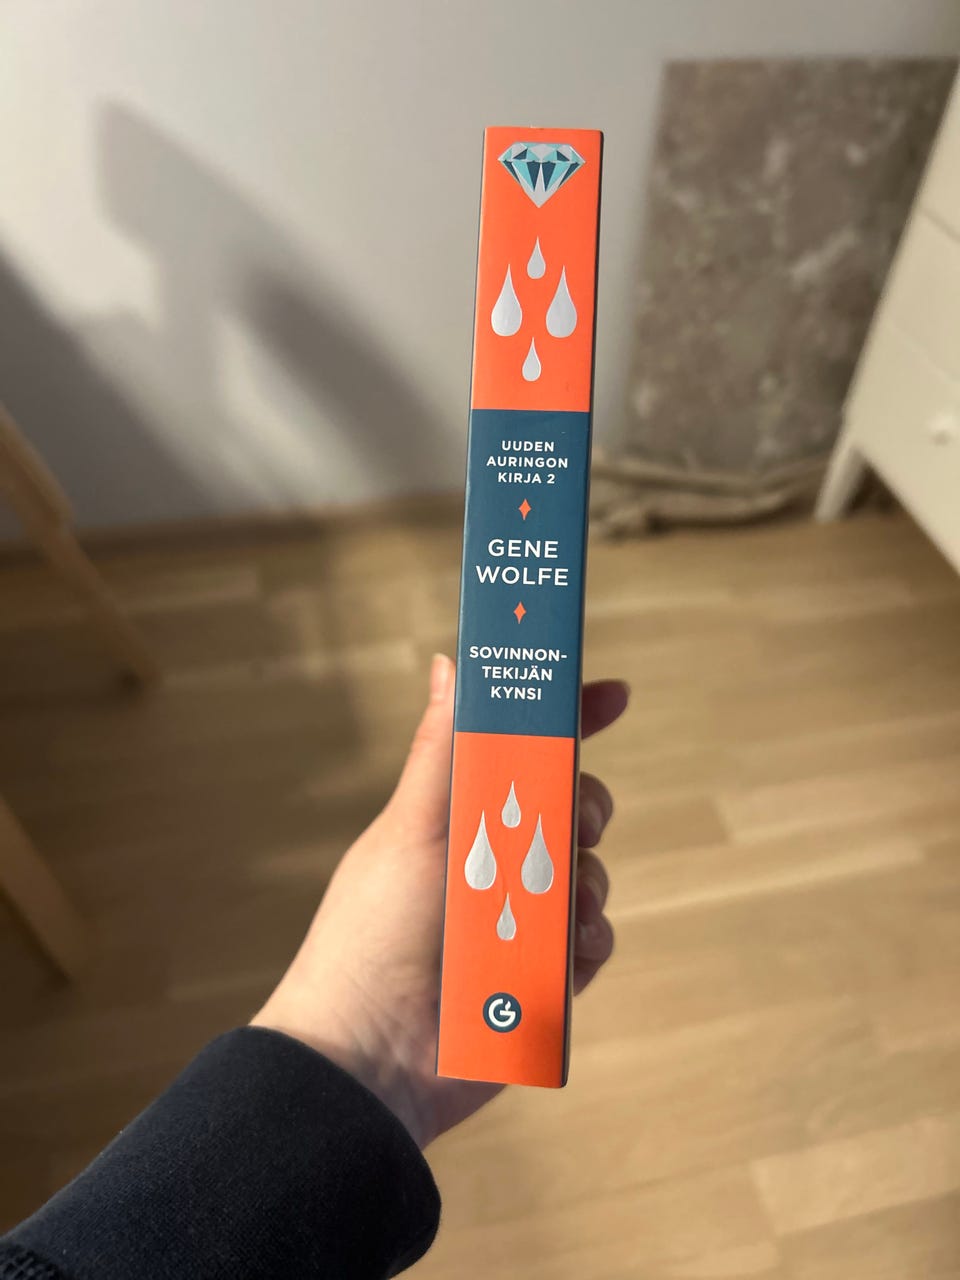 UUDEN
AURINGON
KIRJA 2
GENE
WOLFE
SOVINNON-
TEKIJÄN
KYNSI